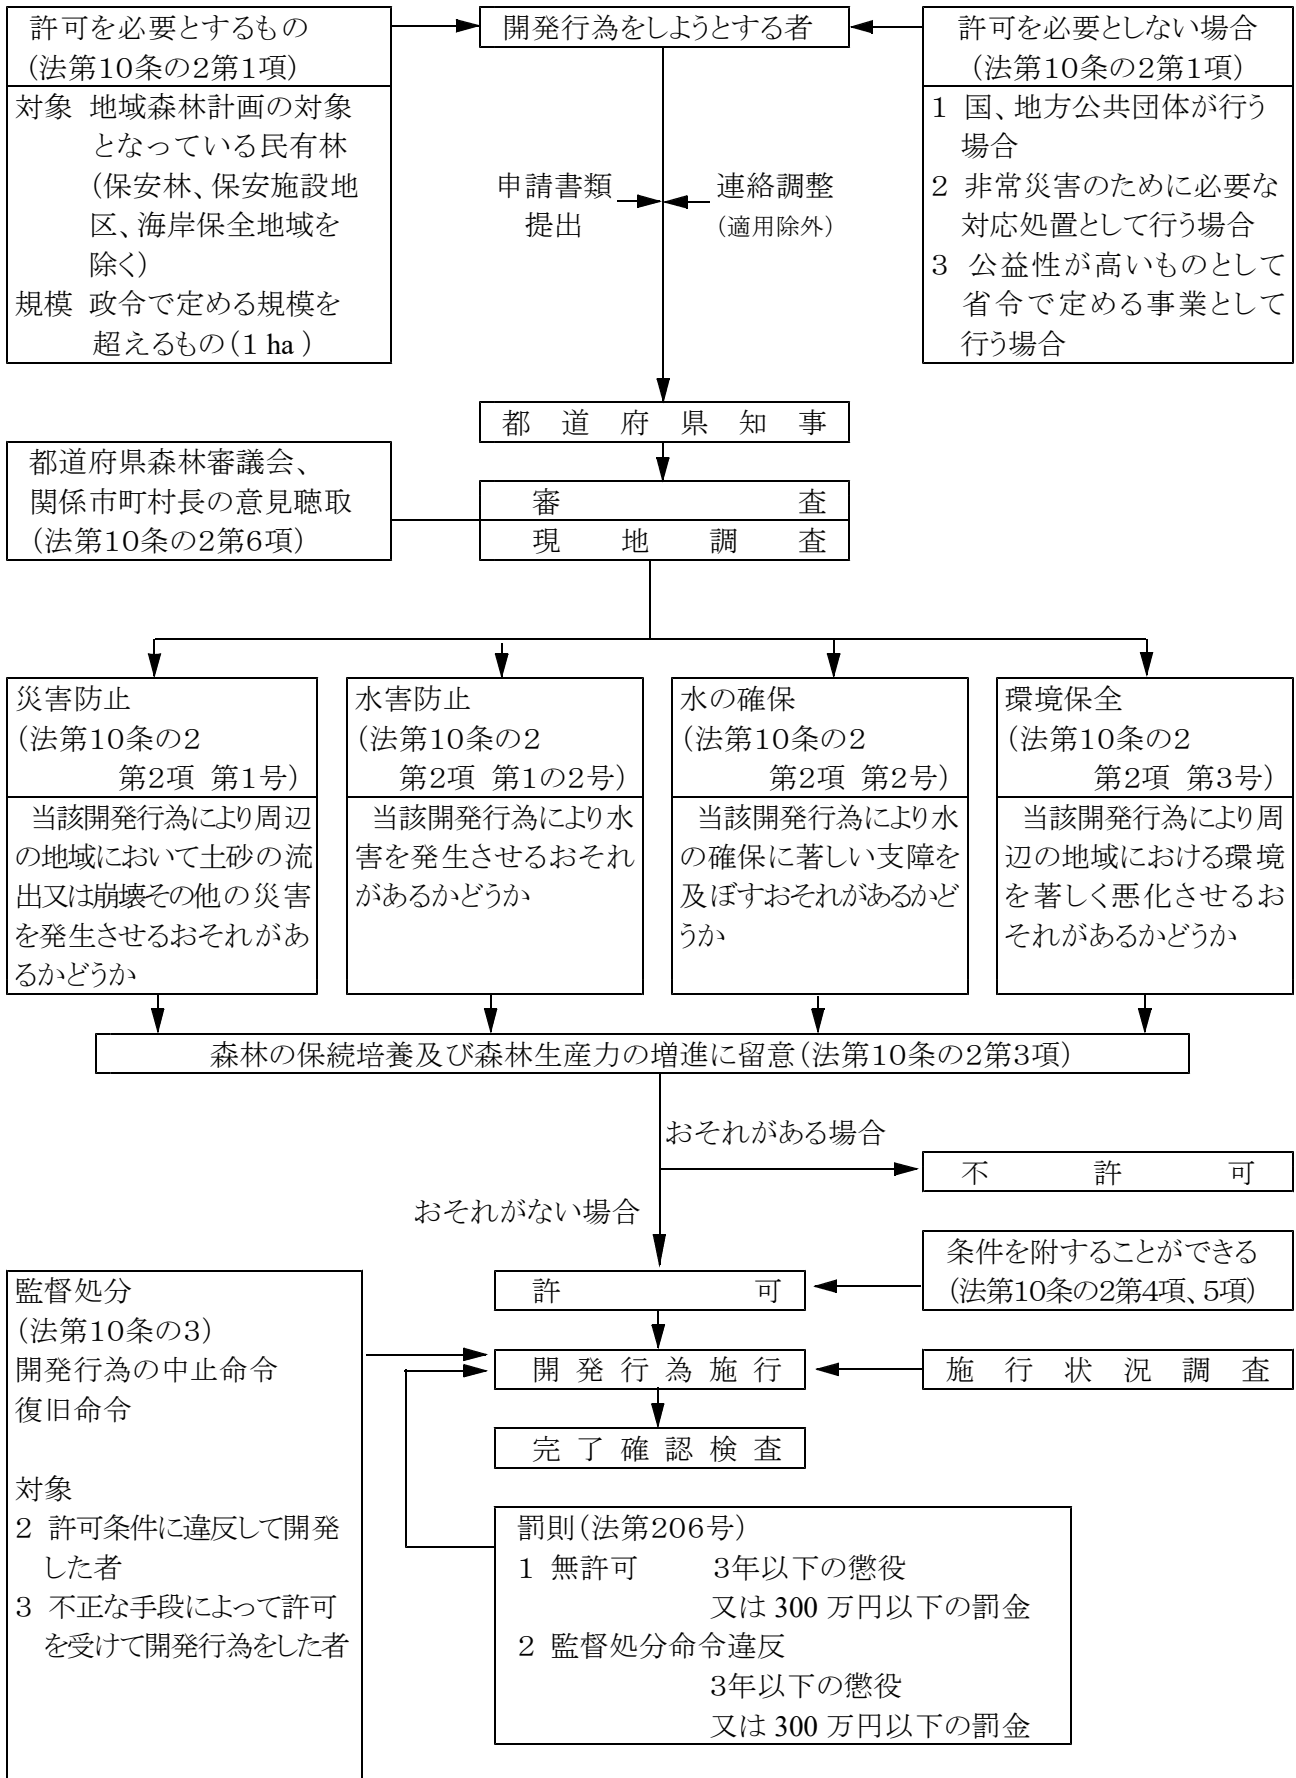 許可を必要とするもの
(法第10条の2第1項)
対象 地域森林計画の対象
となっている民有林
(保安林、保安施設地
区、海岸保全地域を
除く)
規模 政令で定める規模を
超えるもの(1 ha )
開発行為をしようとする者
許可を必要としない場合
(法第10条の2第1項)
1 国、地方公共団体が行う
場合
2 非常災害のために必要な
対応処置として行う場合
3 公益性が高いものとして
省令で定める事業として
行う場合
申請書類
提出
連絡調整
(適用除外)
都道府県知事
都道府県森林審議会、
関係市町村長の意見聴取
(法第10条の2第6項)
審査
現地調査
災害防止
(法第10条の2
第2項 第1号)
当該開発行為により周辺
の地域において土砂の流
出又は崩壊その他の災害
を発生させるおそれがあ
るかどうか
水害防止
(法第10条の2
第2項 第1の2号)
当該開発行為により水
害を発生させるおそれ
があるかどうか
水の確保
(法第10条の2
第2項 第2号)
当該開発行為により水
の確保に著しい支障を
及ぼすおそれがあるかど
うか
環境保全
(法第10条の2
第2項 第3号)
当該開発行為により周
辺の地域における環境
を著しく悪化させるお
それがあるかどうか
森林の保続培養及び森林生産力の増進に留意(法第10条の2第3項)
おそれがある場合
不許可
おそれがない場合
条件を附することができる
(法第10条の2第4項、5項)
許可
監督処分
(法第10条の3)
開発行為の中止命令
復旧命令
対象
2 許可条件に違反して開発
した者
3 不正な手段によって許可
を受けて開発行為をした者
開発行為施行
施行状況調査
完了確認検査
罰則(法第206号)
1 無許可 3年以下の懲役
又は 300 万円以下の罰金
2 監督処分命令違反
3年以下の懲役
又は 300 万円以下の罰金